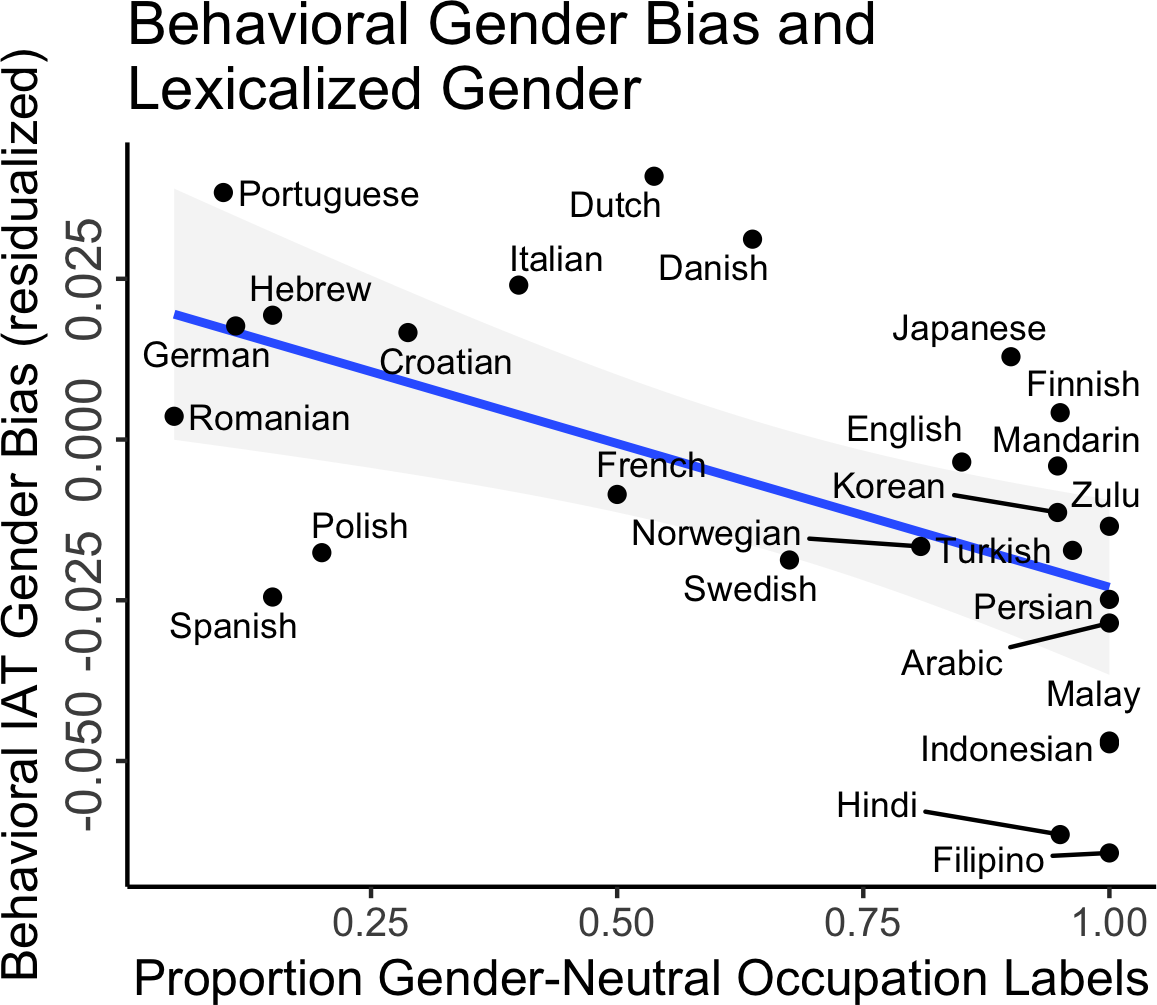 Behavioral Gender Bias and
Lexicalized Gender
Behavioral IAT Gender Bias (residualized)
0.025
0.000
-0.025
-0.050
Portuguese
Dutch
Italian
Danish
Hebrew
German
Croatian
Japanese
Finnish
Romanian
English
Mandarin
French
Korean
Zulu
Polish
Norwegian
Turkish
Swedish
Spanish
Persian
Arabic
Malay
Indonesian
Hindi
Filipino
0.25
0.50
0.75
1.00
Proportion Gender-Neutral Occupation Labels